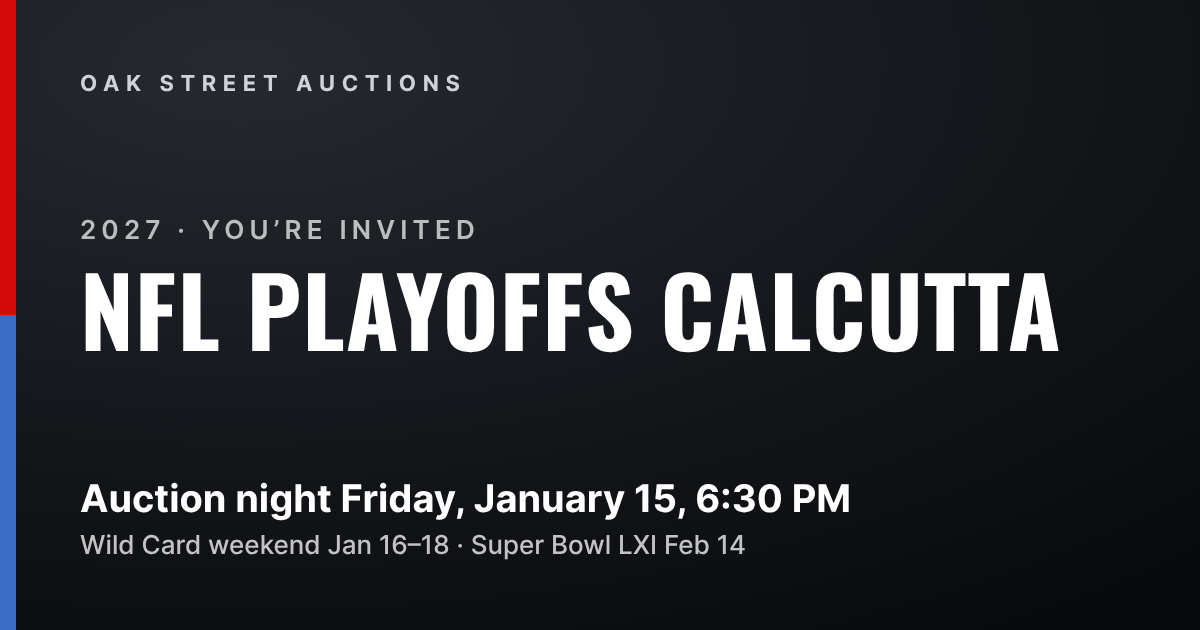 OAK STREET AUCTIONS
2027 · YOU’RE INVITED
NFL PLAYOFFS CALCUTTA
Auction night Friday, January 15, 6:30 PM
Wild Card weekend Jan 16–18 · Super Bowl LXI Feb 14